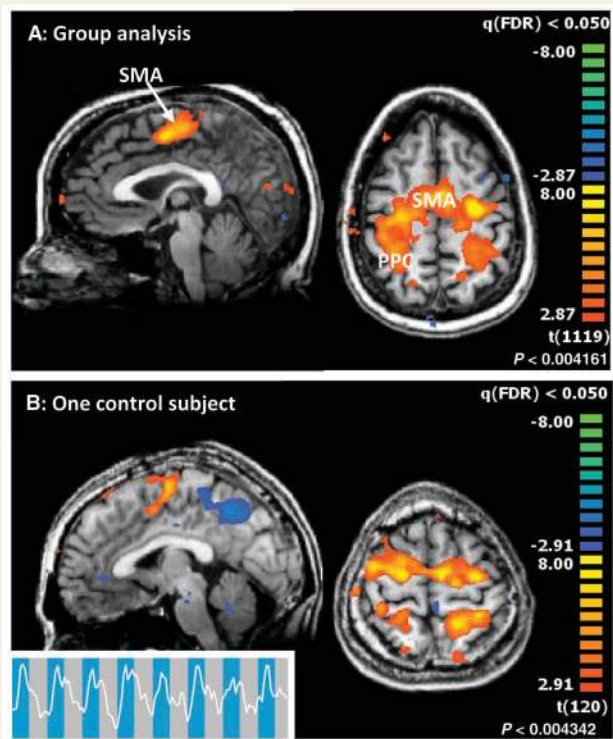 A: Group analysis
q(FDR) < 0.050
SMA
-8.00
-2.87
8.00
SMA
PPC
2.87
t(1119)
P < 0.004161
B: One control subject
q(FDR) < 0.050
-8.00
-2.91
8.00
2.91
t(120)
P < 0.004342